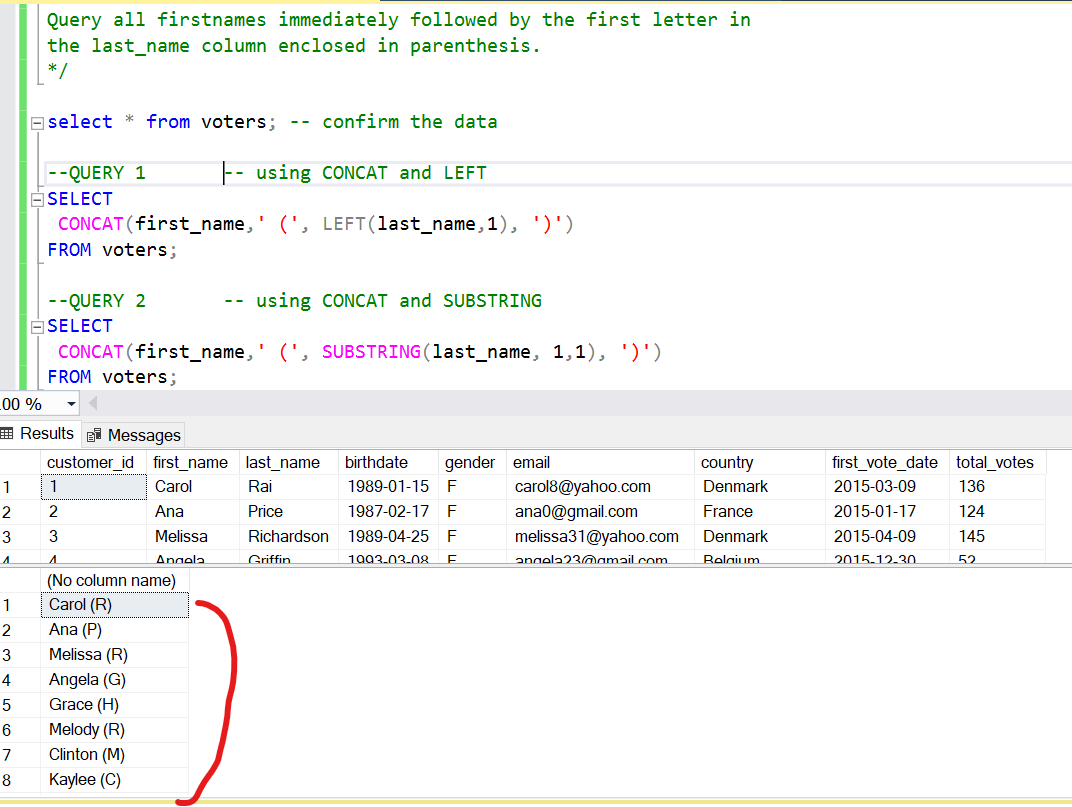 Query all firstnames immediately followed by the first letter in
the last_name column enclosed in parenthesis.
*/
select * from voters; -- confirm the data
--QUERY 1 -- using CONCAT and LEFT
SELECT
CONCAT(first_name,' (', LEFT(last_name,1), ')')
FROM voters;
--QUERY 2 -- using CONCAT and SUBSTRING
SELECT
CONCAT(first_name,' (', SUBSTRING(last_name, 1,1), ')')
FROM voters;
.00 %
Results Messages
customer_id first_name last_name birthdate gender email country first_vote_date total_votes
1 1 Carol Rai 1989-01-15 F carol8@yahoo.com Denmark 2015-03-09 136
2 2 Ana Price 1987-02-17 F ana0@gmail.com France 2015-01-17 124
3 3 Melissa Richardson 1989-04-25 F melissa31@yahoo.com Denmark 2015-04-09 145
4 4 Angela Griffin 1993-03-08 F angela23@gmail.com Belgium 2015-12-30 52
(No column name)
1 Carol (R)
2 Ana (P)
3 Melissa (R)
4 Angela (G)
5 Grace (H)
6 Melody (R)
7 Clinton (M)
8 Kaylee (C)